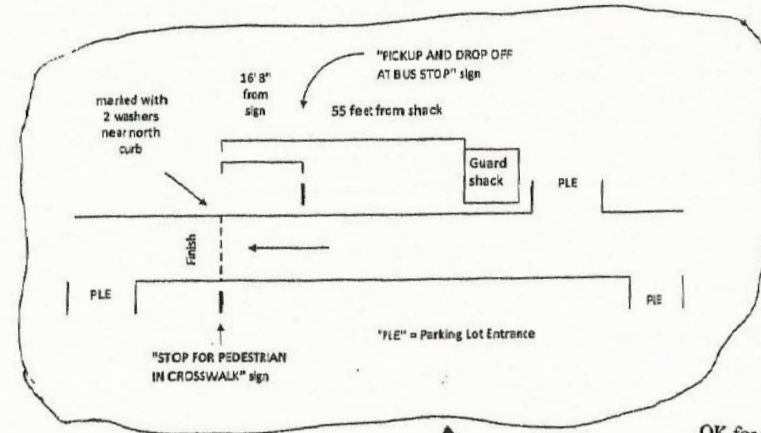 "PICKUP AND DROP OFF
AT BUS STOP" sign
16'8"
from
sign
55 feet from shack
marked with
2 washers
near north
curb
Guard
shack
PLE
Finish
PLE
PLE
"PLE" = Parking Lot Entrance
"STOP FOR PEDESTRIAN
IN CROSSWALK" sign
OK for